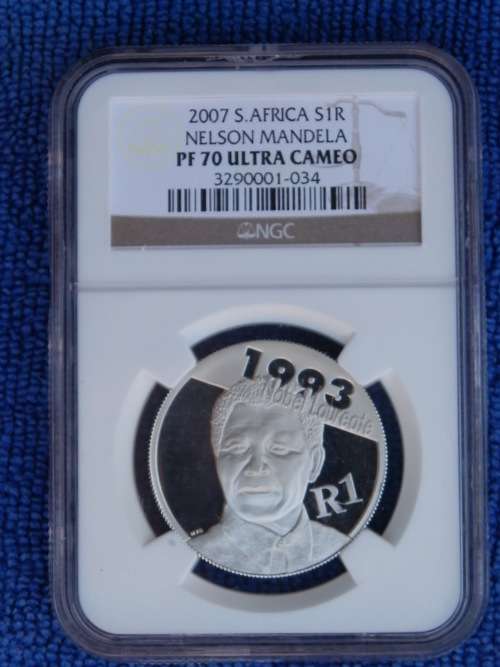 2007 S.AFRICA S1R
NELSON MANDELA
PF 70 ULTRA CAMEO
3290001-034
NGC
1993
Nobel Laureate
R1